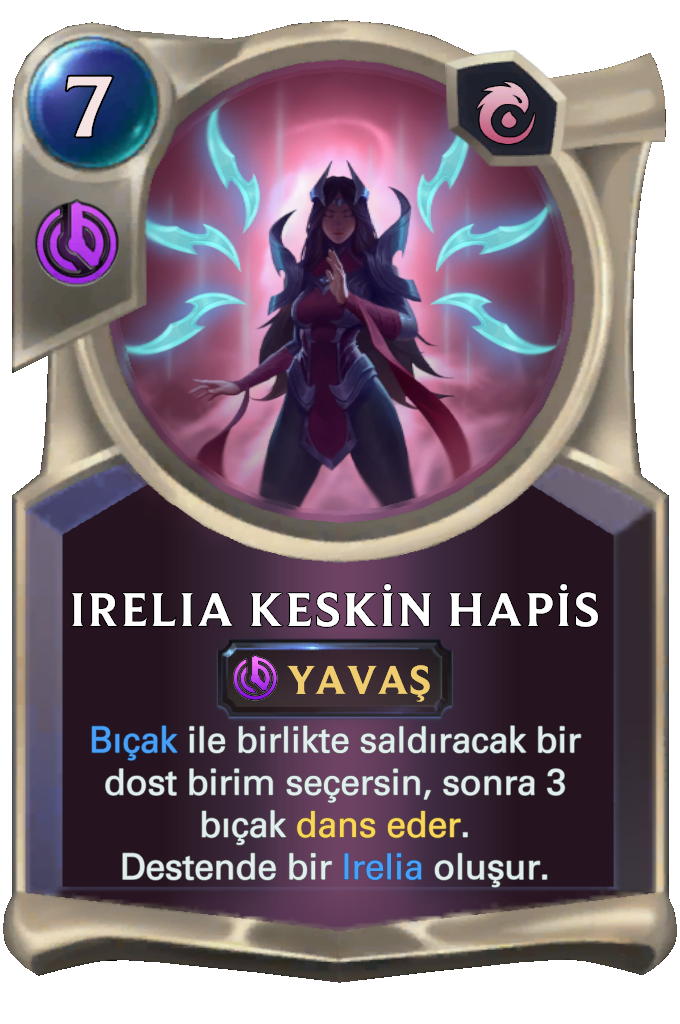 7
IRELIA KESKİN HAPİS
YAVAŞ
Bıçak ile birlikte saldıracak bir
dost birim seçersin, sonra 3
bıçak dans eder.
Destende bir Irelia oluşur.